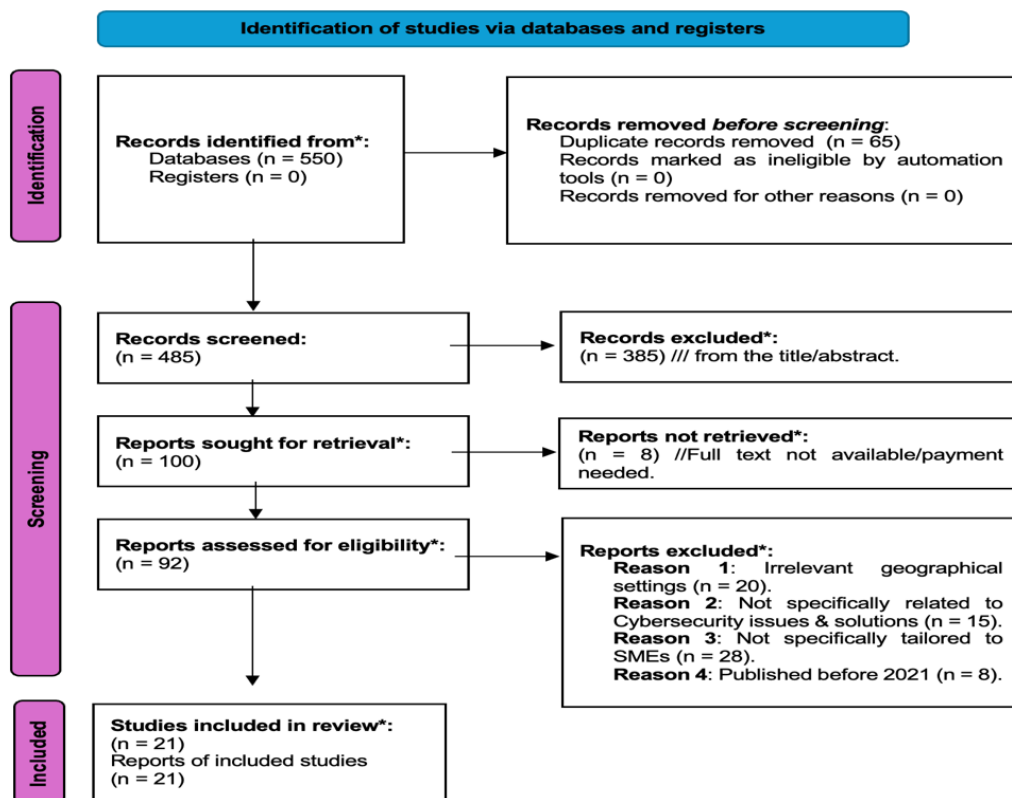 Identification of studies via databases and registers
Identification
Records identified from*:
Databases (n = 550)
Registers (n = 0)
Records removed before screening:
Duplicate records removed (n = 65)
Records marked as ineligible by automation
tools (n = 0)
Records removed for other reasons (n = 0)
Screening
Records screened:
(n = 485)
Records excluded*:
(n = 385) /// from the title/abstract.
Reports sought for retrieval*:
(n = 100)
Reports not retrieved*:
(n = 8) //Full text not available/payment
needed.
Reports assessed for eligibility*:
(n = 92)
Reports excluded*:
Reason 1: Irrelevant geographical
settings (n = 20).
Reason 2: Not specifically related to
Cybersecurity issues & solutions (n = 15).
Reason 3: Not specifically tailored to
SMEs (n = 28).
Reason 4: Published before 2021 (n = 8).
Included
Studies included in review*:
(n = 21)
Reports of included studies
(n = 21)